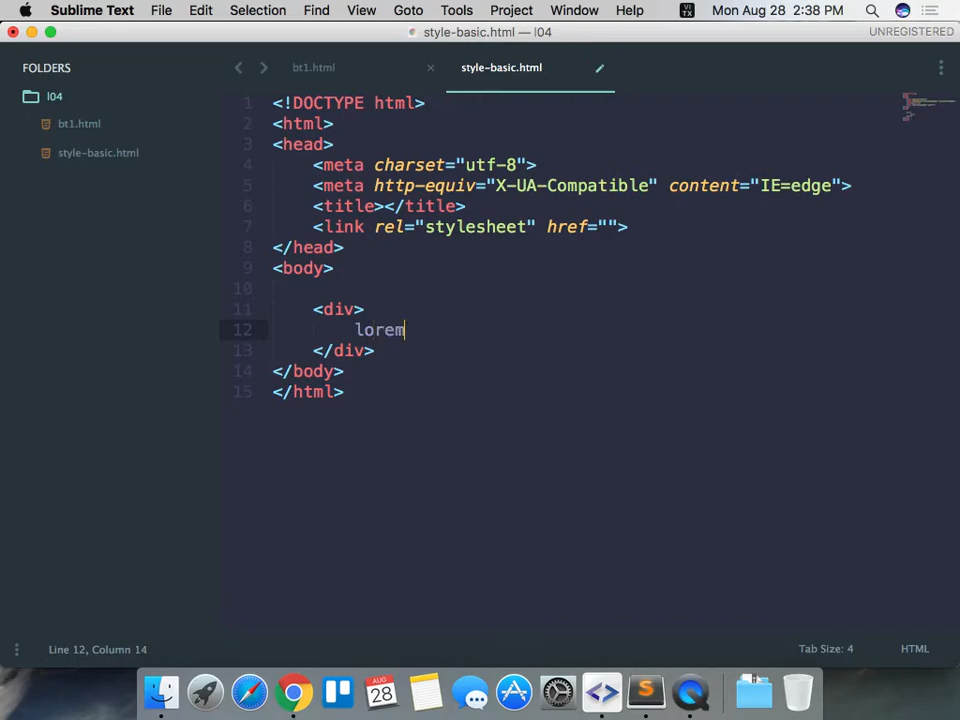 Sublime Text File Edit Selection Find View Goto Tools Project Window Help VI TX Mon Aug 28 2:38 PM
style-basic.html — l04 UNREGISTERED
FOLDERS
l04
bt1.html
style-basic.html
bt1.html style-basic.html
1 <!DOCTYPE html>
2 <html>
3 <head>
4 <meta charset="utf-8">
5 <meta http-equiv="X-UA-Compatible" content="IE=edge">
6 <title></title>
7 <link rel="stylesheet" href="">
8 </head>
9 <body>
10
11 <div>
12 lorem
13 </div>
14 </body>
15 </html>
Line 12, Column 14 Tab Size: 4 HTML
AUG
28